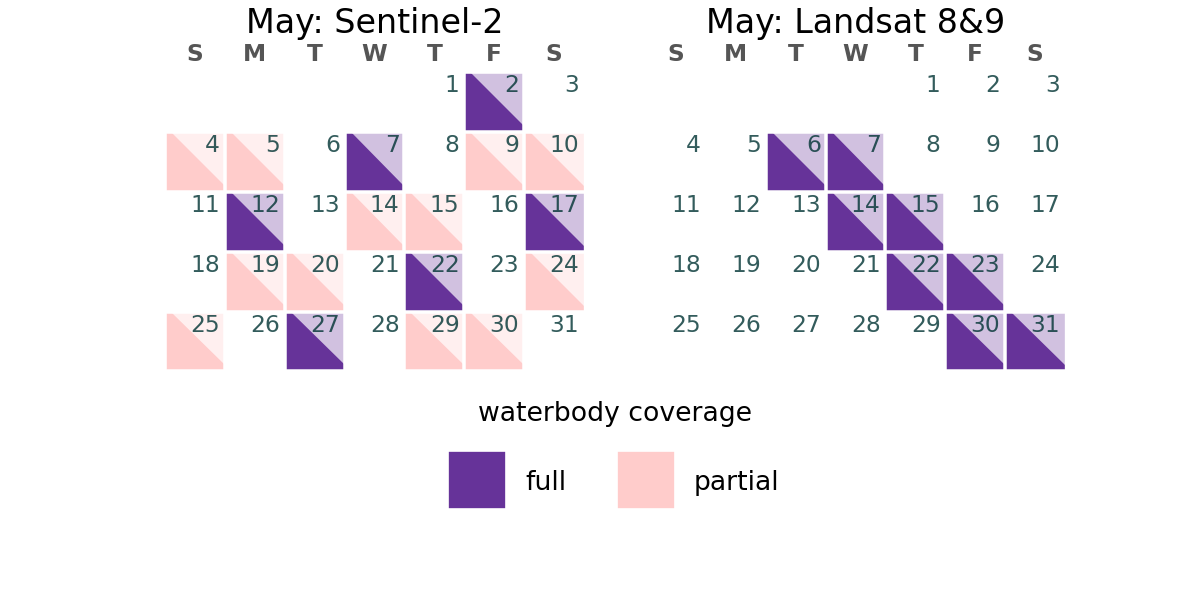 May: Sentinel-2
S M T W T F S
1 2 3
4 5 6 7 8 9 10
11 12 13 14 15 16 17
18 19 20 21 22 23 24
25 26 27 28 29 30 31
May: Landsat 8&9
S M T W T F S
1 2 3
4 5 6 7 8 9 10
11 12 13 14 15 16 17
18 19 20 21 22 23 24
25 26 27 28 29 30 31
waterbody coverage
full
partial